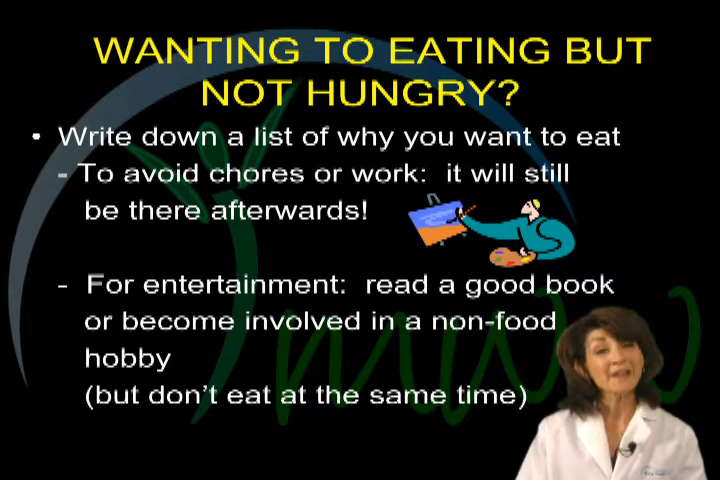 WANTING TO EATING BUT
NOT HUNGRY?
• Write down a list of why you want to eat
- To avoid chores or work: it will still
be there afterwards!
- For entertainment: read a good book
or become involved in a non-food
hobby
(but don't eat at the same time)